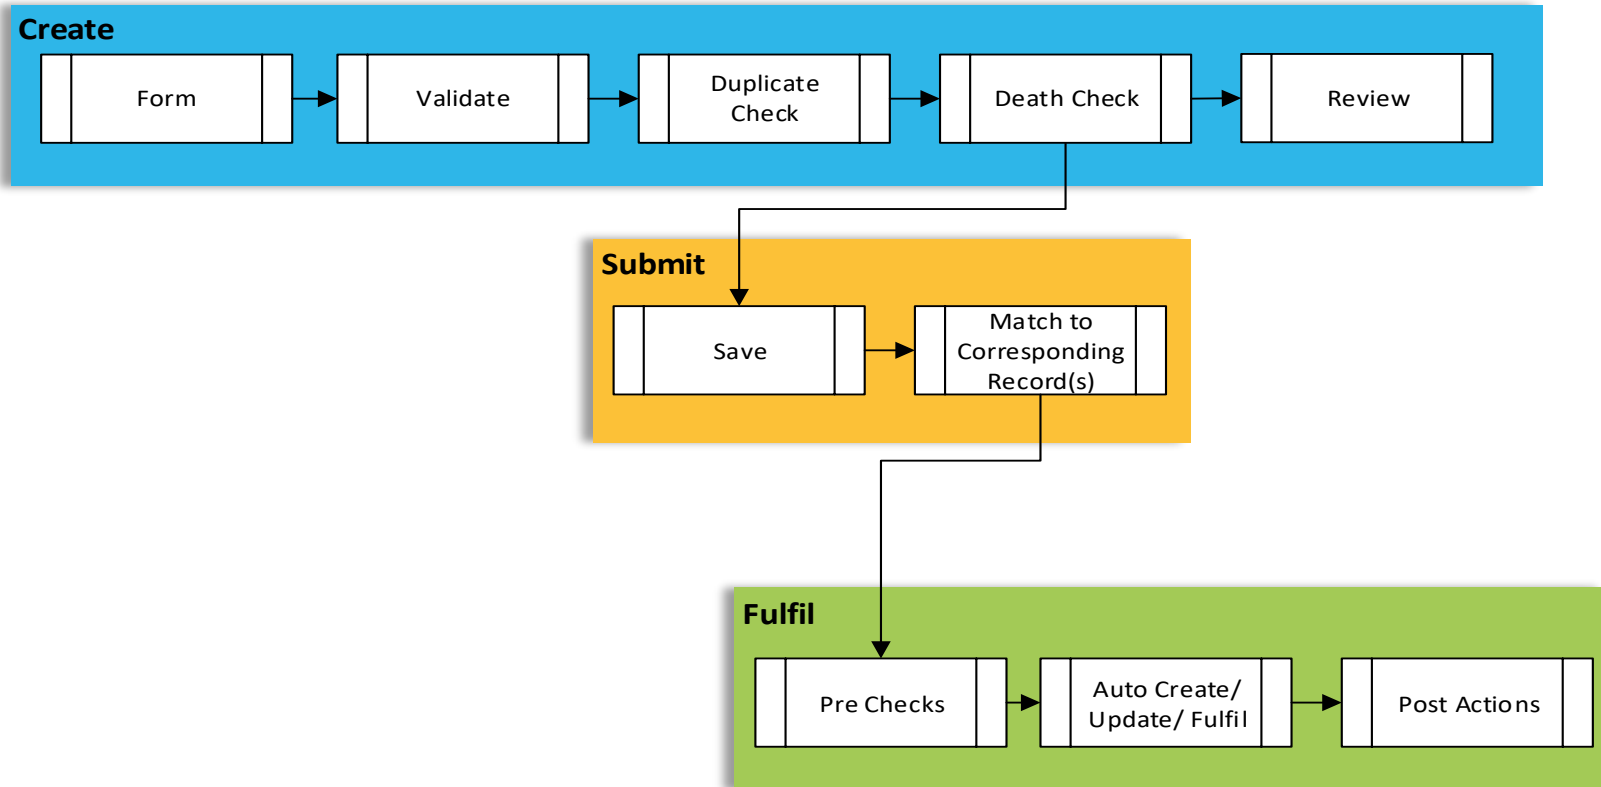 Create
Form
Validate
Duplicate
Check
Death Check
Review
Submit
Save
Match to
Corresponding
Record(s)
Fulfil
Pre Checks
Auto Create/
Update/ Fulfil
Post Actions